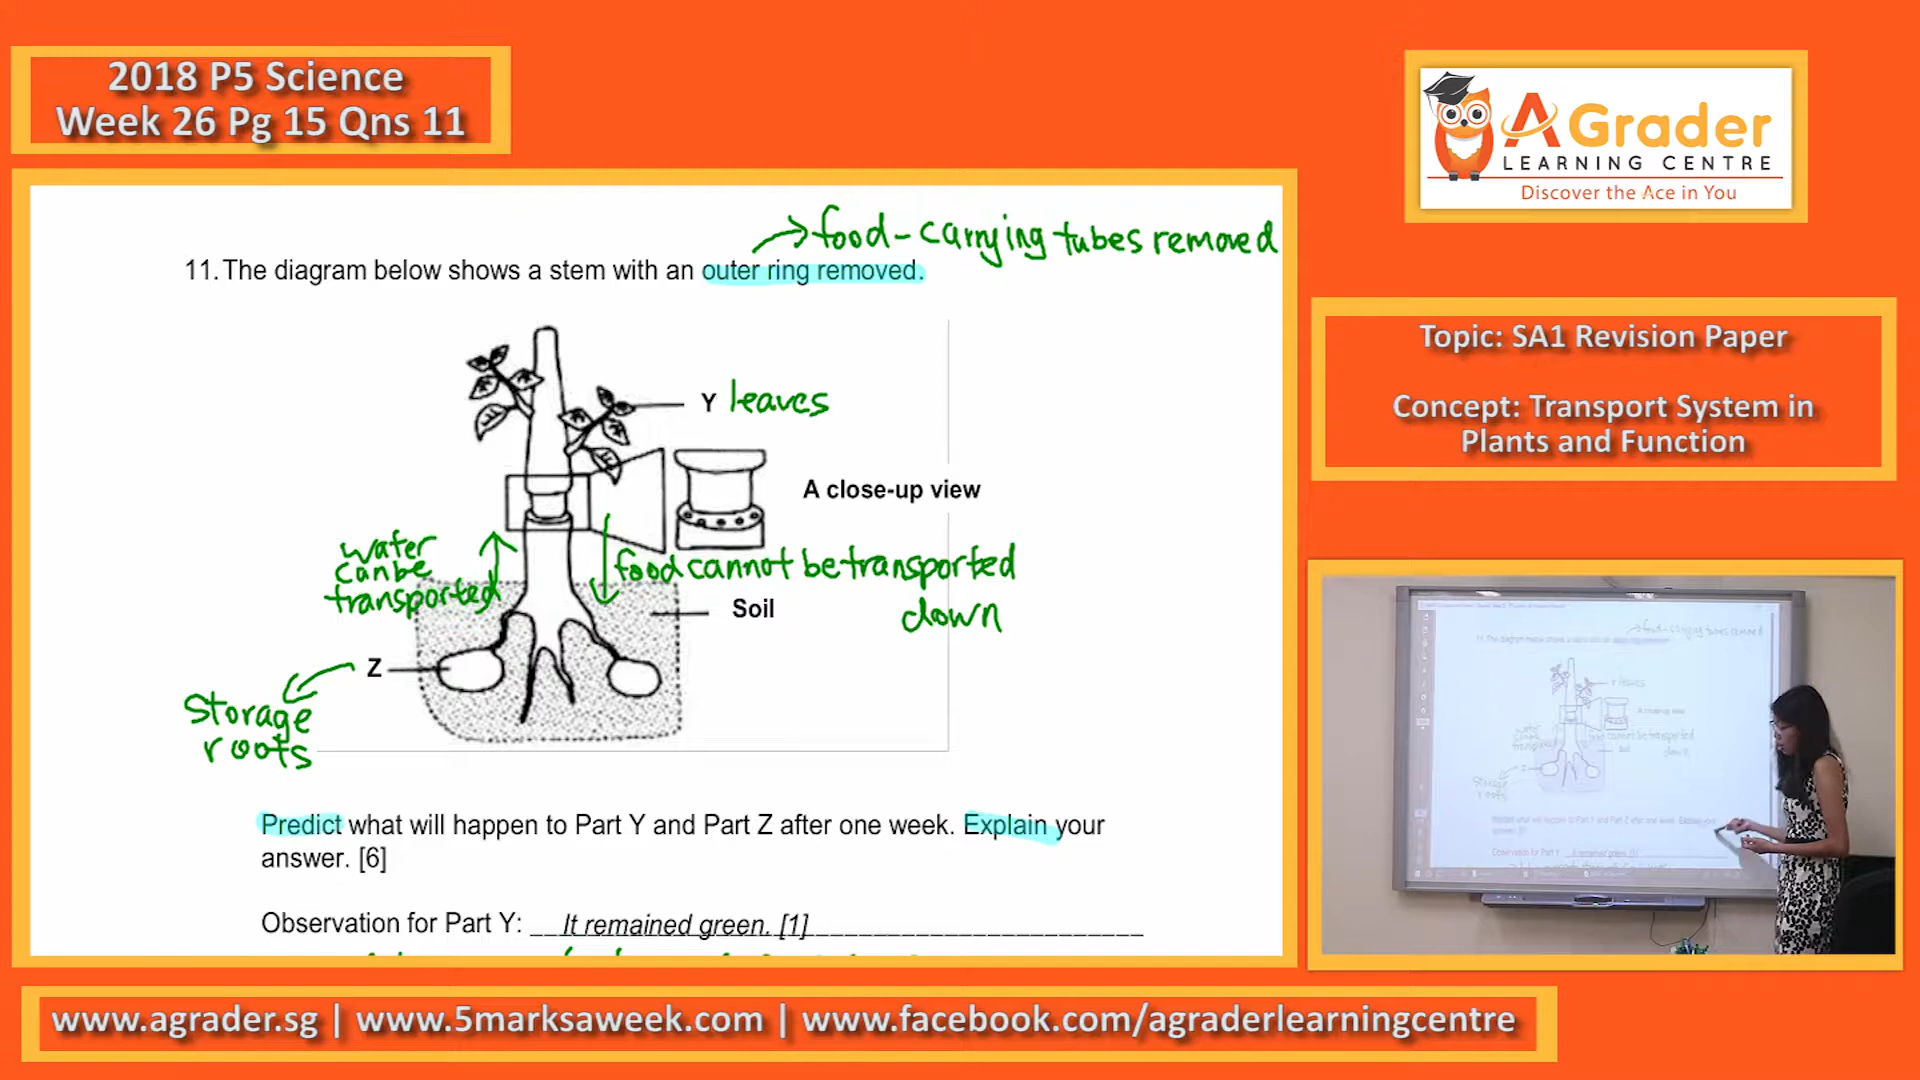 2018 P5 Science
Week 26 Pg 15 Qns 11
A Grader
LEARNING CENTRE
Discover the Ace in You
→ food-carrying tubes removed
11. The diagram below shows a stem with an outer ring removed.
Y leaves
A close-up view
water can be transported
food cannot be transported down
Soil
Z
Storage roots
Predict what will happen to Part Y and Part Z after one week. Explain your
answer. [6]
Observation for Part Y: It remained green. [1]
Topic: SA1 Revision Paper
Concept: Transport System in
Plants and Function
www.agrader.sg | www.5marksaweek.com | www.facebook.com/agraderlearningcentre